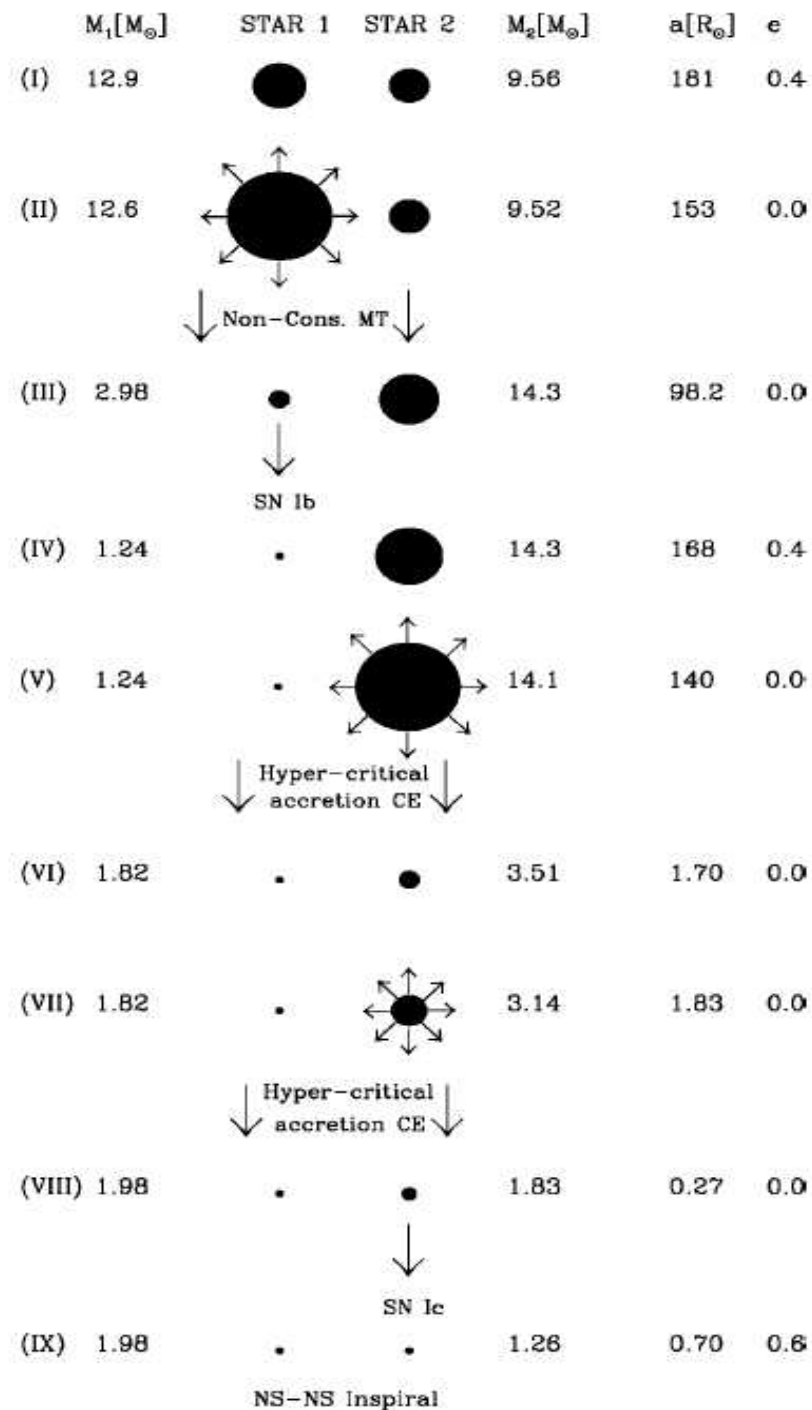 M₁[M⊙] STAR 1 STAR 2 M₂[M⊙] a[R⊙] e
(I) 12.9 9.56 181 0.4
(II) 12.6 9.52 153 0.0
Non-Cons. MT
(III) 2.98 14.3 98.2 0.0
SN Ib
(IV) 1.24 14.3 168 0.4
(V) 1.24 14.1 140 0.0
Hyper-critical
accretion CE
(VI) 1.82 3.51 1.70 0.0
(VII) 1.82 3.14 1.83 0.0
Hyper-critical
accretion CE
(VIII) 1.98 1.83 0.27 0.0
SN Ic
(IX) 1.98 1.26 0.70 0.6
NS-NS Inspiral